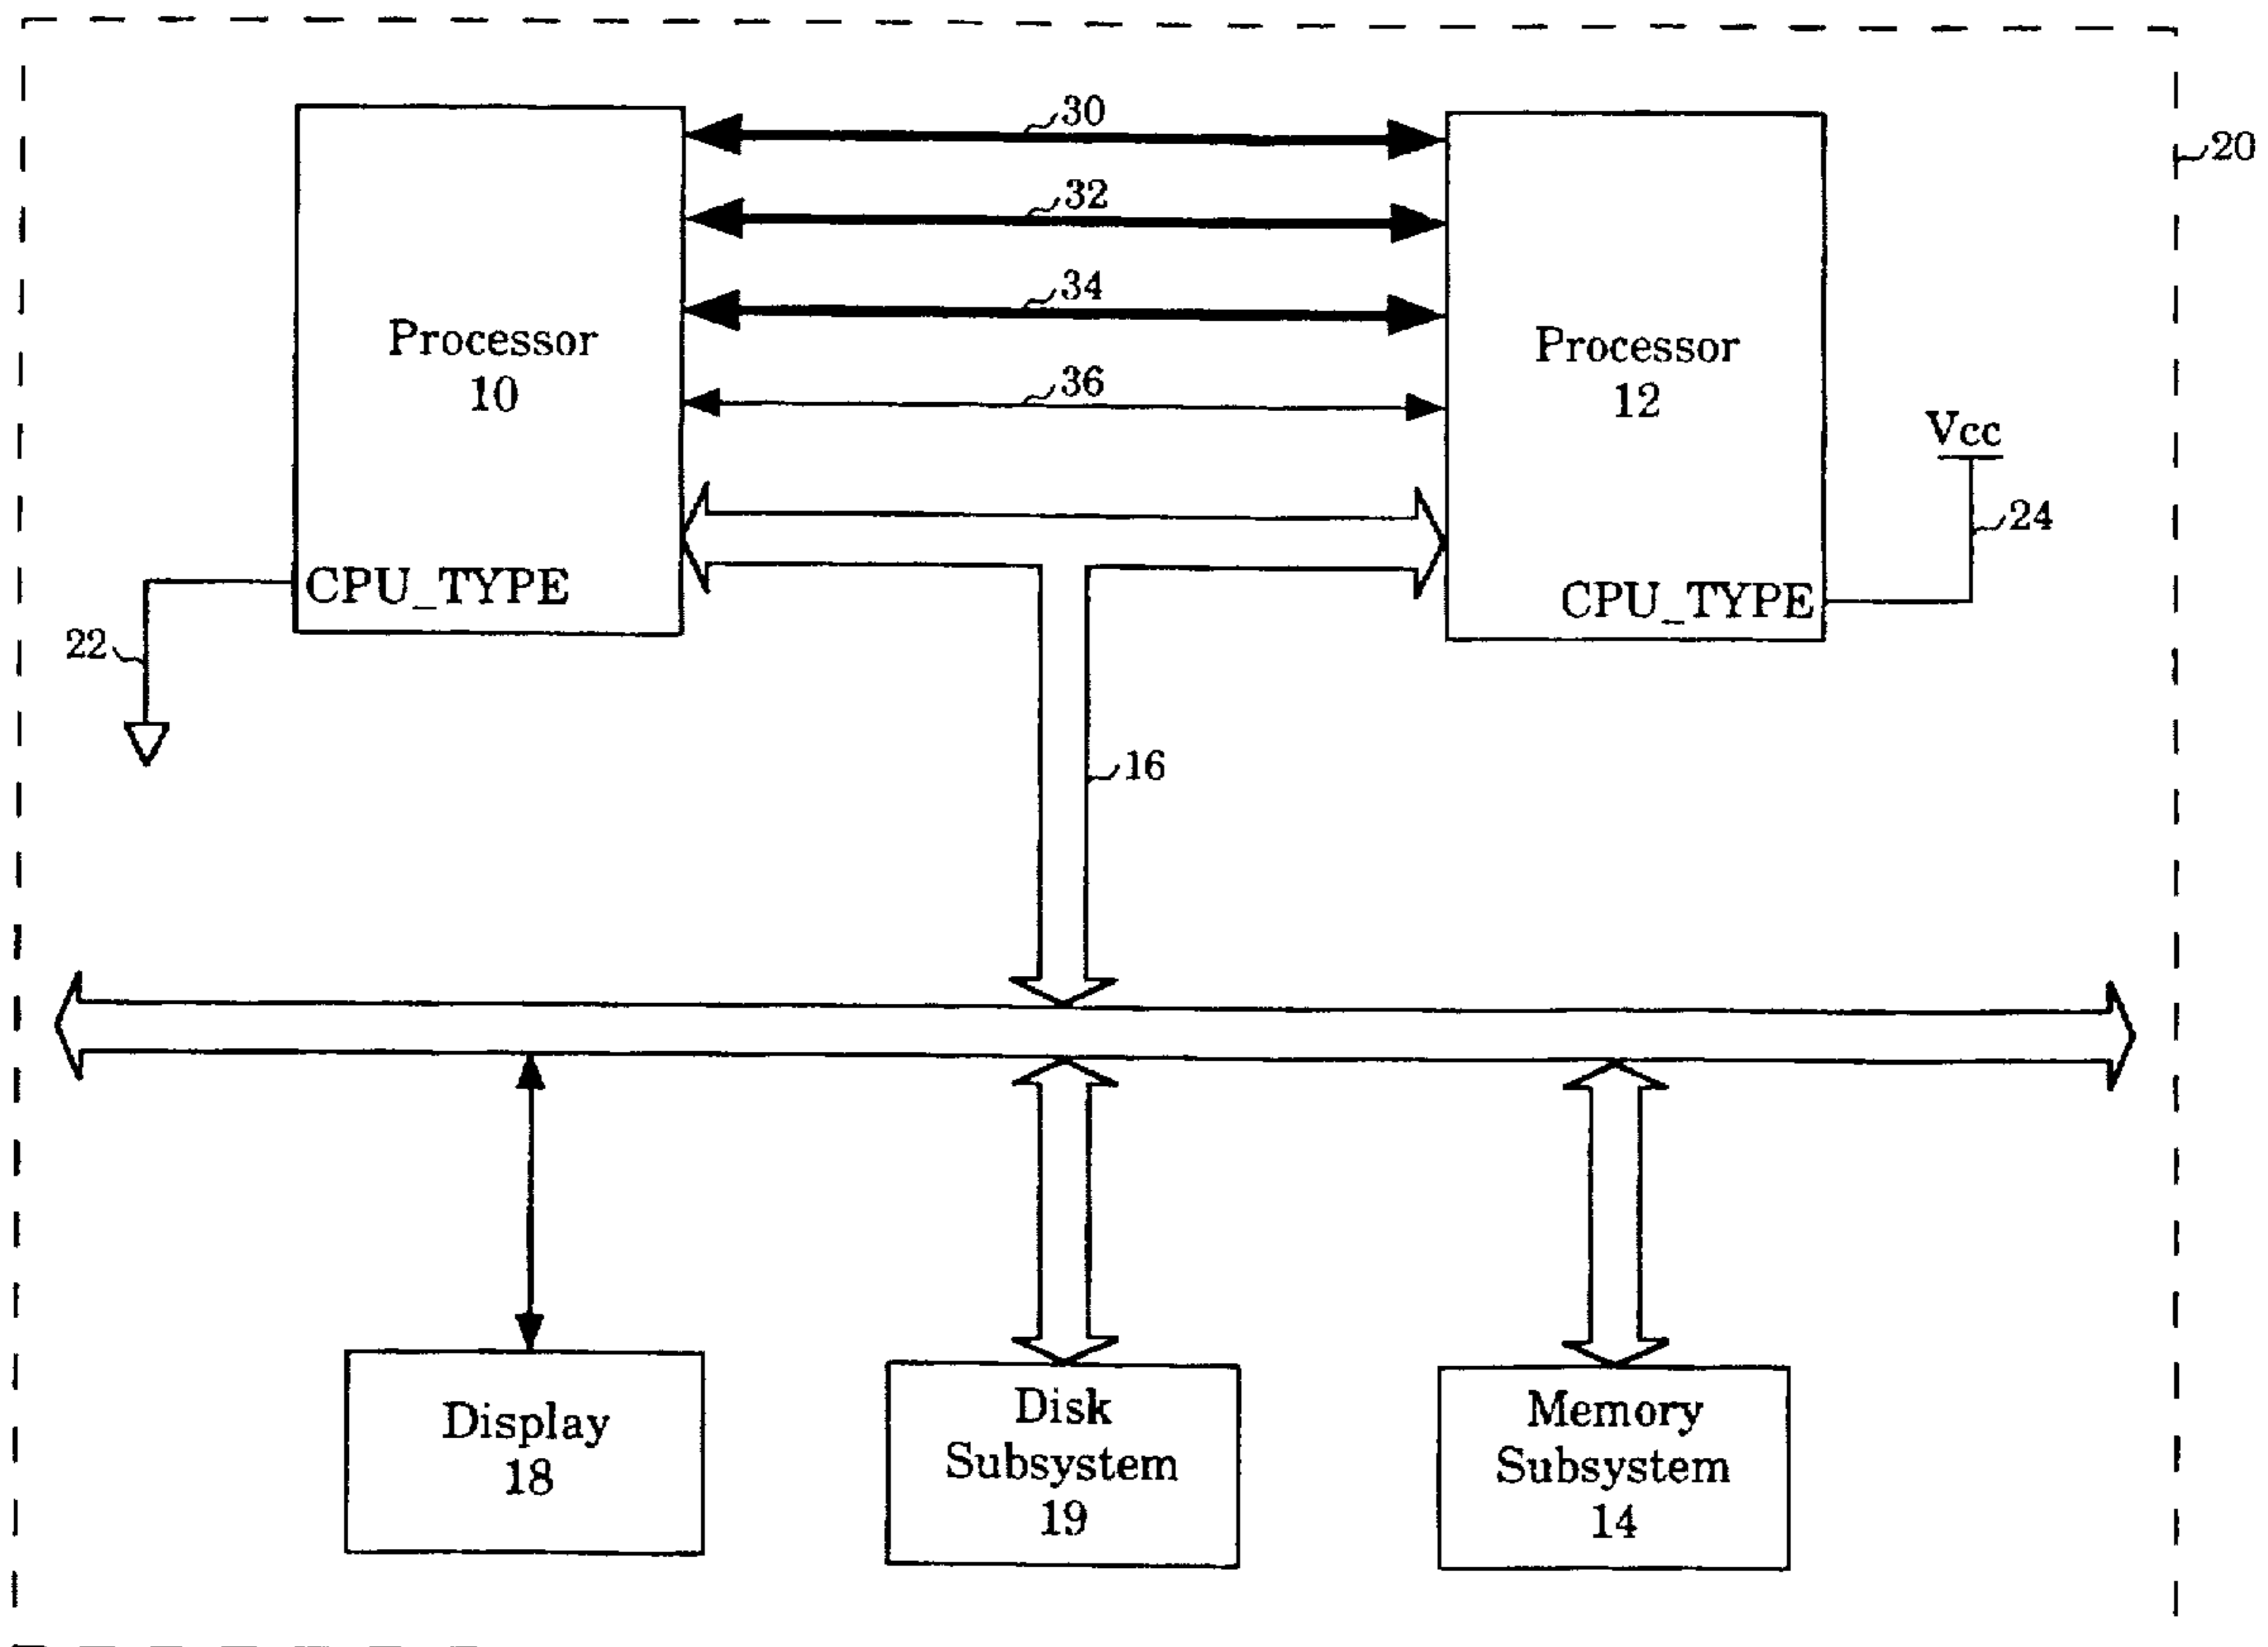 30
20
32
34
Processor
10
Processor
12
36
Vcc
24
CPU_TYPE
CPU_TYPE
22
16
Display
18
Disk
Subsystem
19
Memory
Subsystem
14